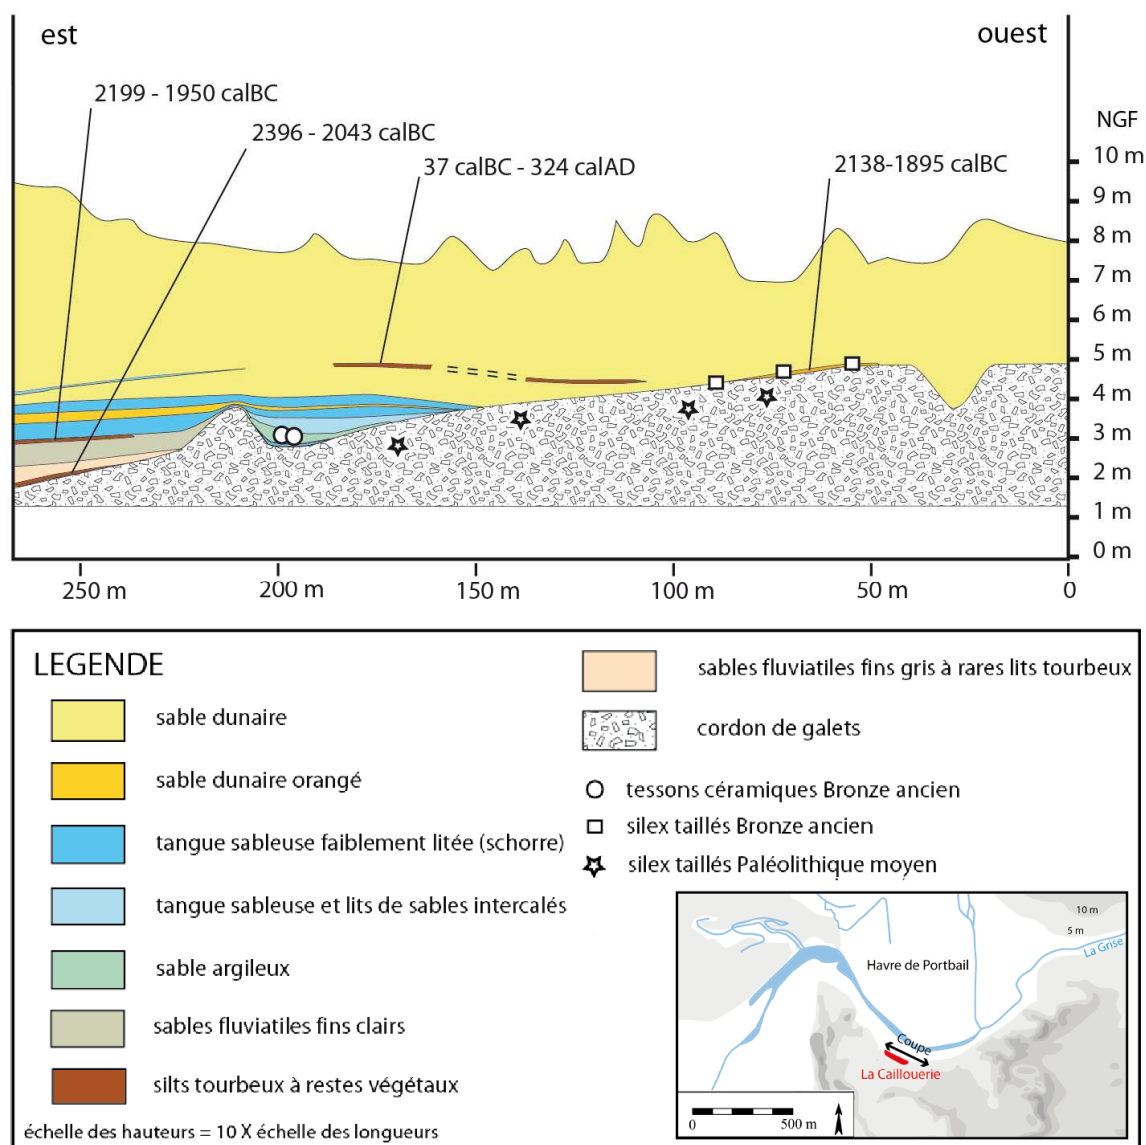 est
ouest
2199 - 1950 calBC
2396 - 2043 calBC
37 calBC - 324 calAD
2138-1895 calBC
NGF
10 m
9 m
8 m
7 m
6 m
5 m
4 m
3 m
2 m
1 m
0 m
250 m
200 m
150 m
100 m
50 m
0
LEGENDE
sable dunaire
sable dunaire orangé
tangue sableuse faiblement litée (schorre)
tangue sableuse et lits de sables intercalés
sable argileux
sables fluviatiles fins clairs
silts tourbeux à restes végétaux
échelle des hauteurs = 10 X échelle des longueurs
sables fluviatiles fins gris à rares lits tourbeux
cordon de galets
tessons céramiques Bronze ancien
silex taillés Bronze ancien
silex taillés Paléolithique moyen
10 m
5 m
La Grise
Havre de Portbail
Coupe
La Caillouerie
0
500 m